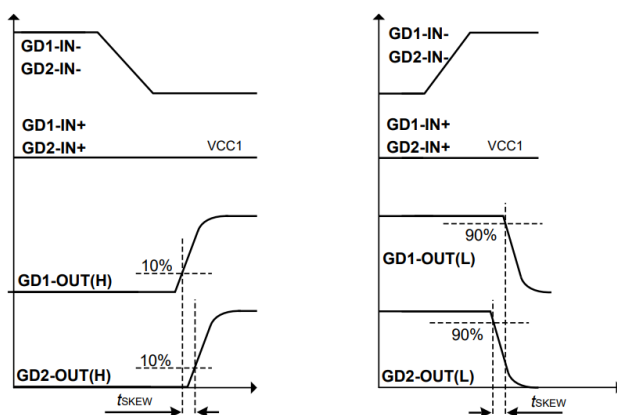 GD1-IN-
GD2-IN-
GD1-IN+
GD2-IN+
VCC1
10%
GD1-OUT(H)
10%
GD2-OUT(H)
tSKEW
GD1-IN-
GD2-IN-
GD1-IN+
GD2-IN+
VCC1
90%
GD1-OUT(L)
90%
GD2-OUT(L)
tSKEW